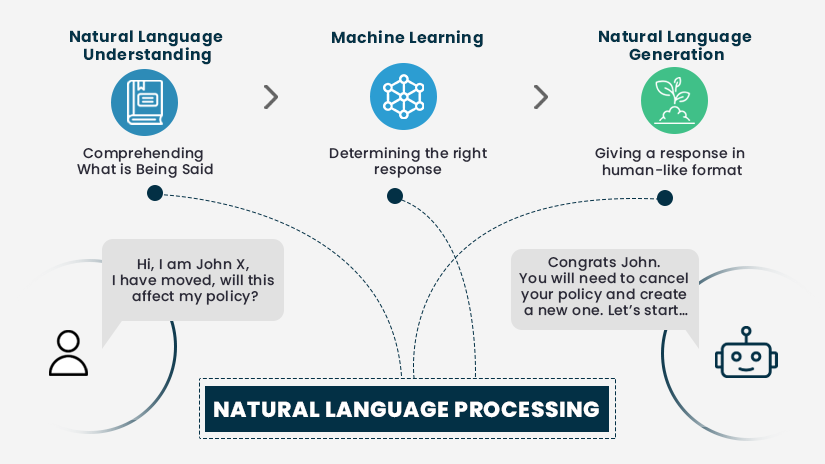 Natural Language
Understanding
Machine Learning
Natural Language
Generation
Comprehending
What is Being Said
Determining the right
response
Giving a response in
human-like format
Hi, I am John X,
I have moved, will this
affect my policy?
Congrats John.
You will need to cancel
your policy and create
a new one. Let's start...
NATURAL LANGUAGE PROCESSING